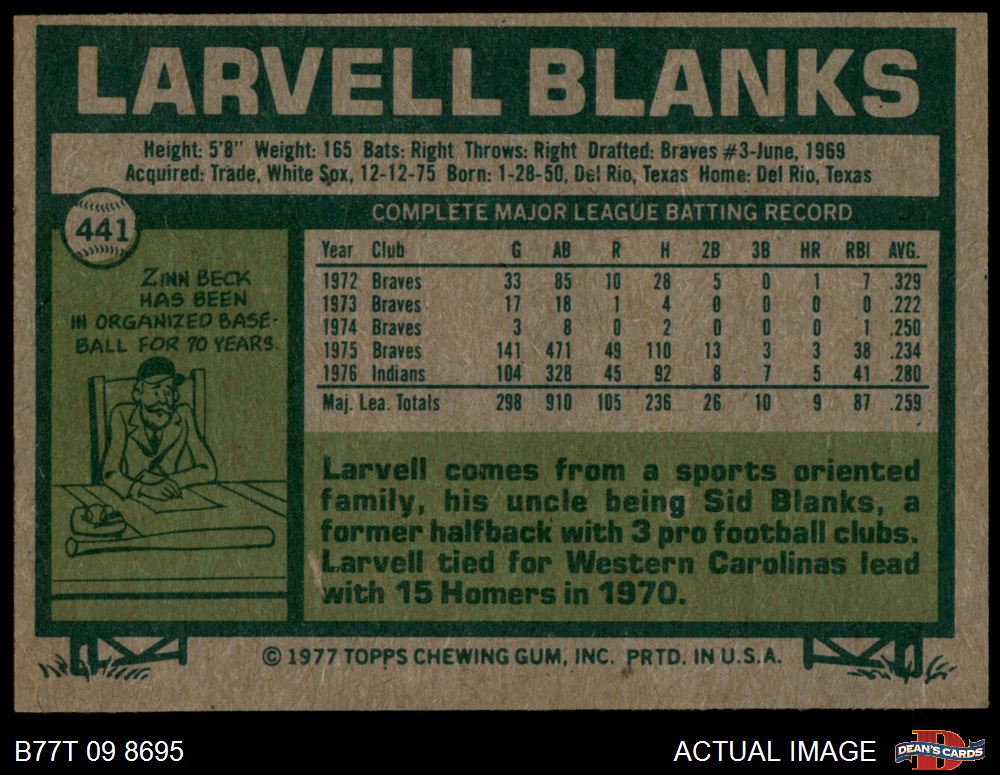 LARVELL BLANKS
Height: 5'8" Weight: 165 Bats: Right Throws: Right Drafted: Braves #3-June, 1969
Acquired: Trade, White Sox, 12-12-75 Born: 1-28-50, Del Rio, Texas Home: Del Rio, Texas
441
COMPLETE MAJOR LEAGUE BATTING RECORD
Year Club G AB R H 2B 3B HR RBI AVG.
1972 Braves 33 85 10 28 5 0 1 7 .329
1973 Braves 17 18 1 4 0 0 0 0 .222
1974 Braves 3 8 0 2 0 0 0 1 .250
1975 Braves 141 471 49 110 13 3 3 38 .234
1976 Indians 104 328 45 92 8 7 5 41 .280
Maj. Lea. Totals 298 910 105 236 26 10 9 87 .259
ZINN BECK
HAS BEEN
IN ORGANIZED BASE-
BALL FOR 70 YEARS.
Larvell comes from a sports oriented
family, his uncle being Sid Blanks, a
former halfback with 3 pro football clubs.
Larvell tied for Western Carolinas lead
with 15 Homers in 1970.
© 1977 TOPPS CHEWING GUM, INC. PRTD. IN U.S.A.
B77T 09 8695
ACTUAL IMAGE
DEAN'S CARDS